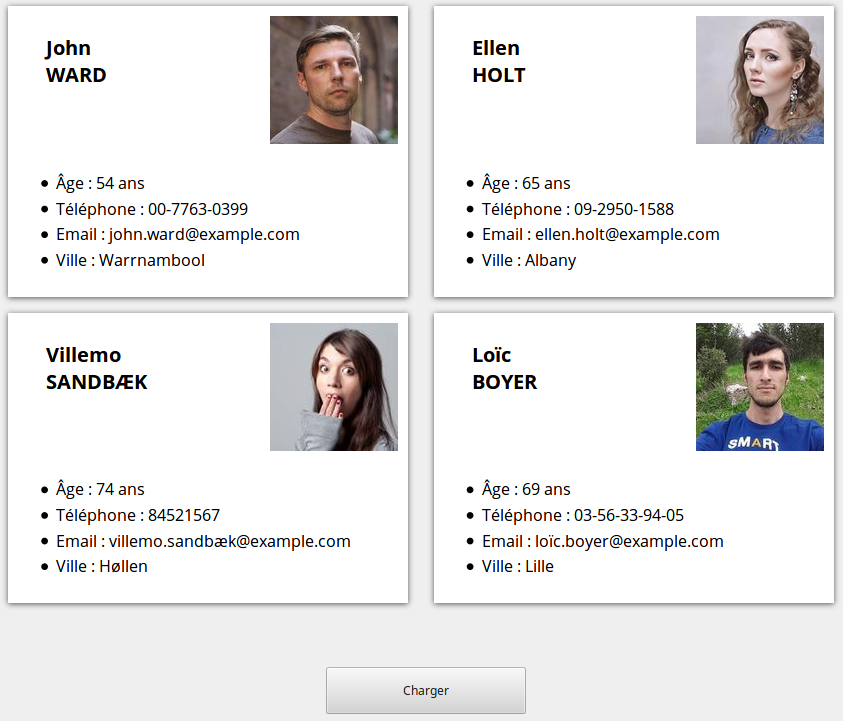 John
WARD
Âge : 54 ans
Téléphone : 00-7763-0399
Email : john.ward@example.com
Ville : Warrnambool
Ellen
HOLT
Âge : 65 ans
Téléphone : 09-2950-1588
Email : ellen.holt@example.com
Ville : Albany
Villemo
SANDBÆK
Âge : 74 ans
Téléphone : 84521567
Email : villemo.sandbæk@example.com
Ville : Høllen
Loïc
BOYER
SMART
Âge : 69 ans
Téléphone : 03-56-33-94-05
Email : loïc.boyer@example.com
Ville : Lille
Charger